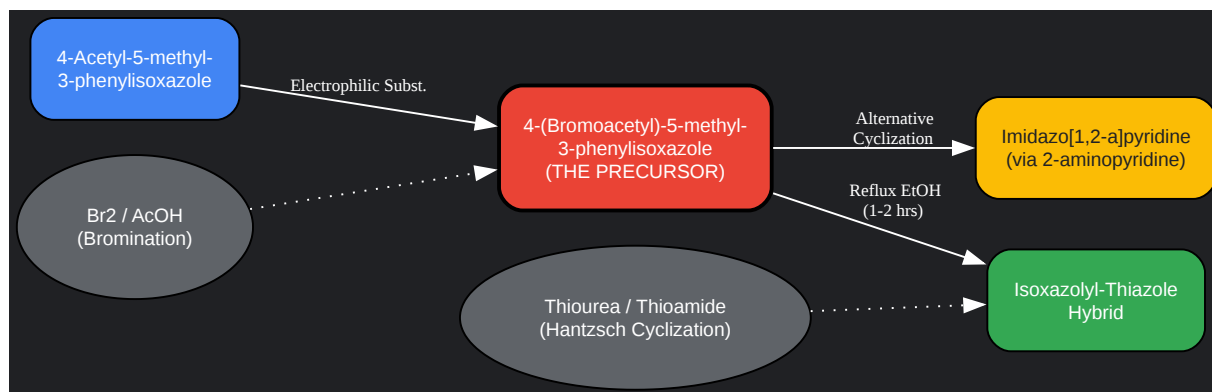 4-Acetyl-5-methyl-
3-phenylisoxazole
Electrophilic Subst.
Br2 / AcOH
(Bromination)
4-(Bromoacetyl)-5-methyl-
3-phenylisoxazole
(THE PRECURSOR)
Alternative
Cyclization
Imidazo[1,2-a]pyridine
(via 2-aminopyridine)
Reflux EtOH
(1-2 hrs)
Thiourea / Thioamide
(Hantzsch Cyclization)
Isoxazolyl-Thiazole
Hybrid